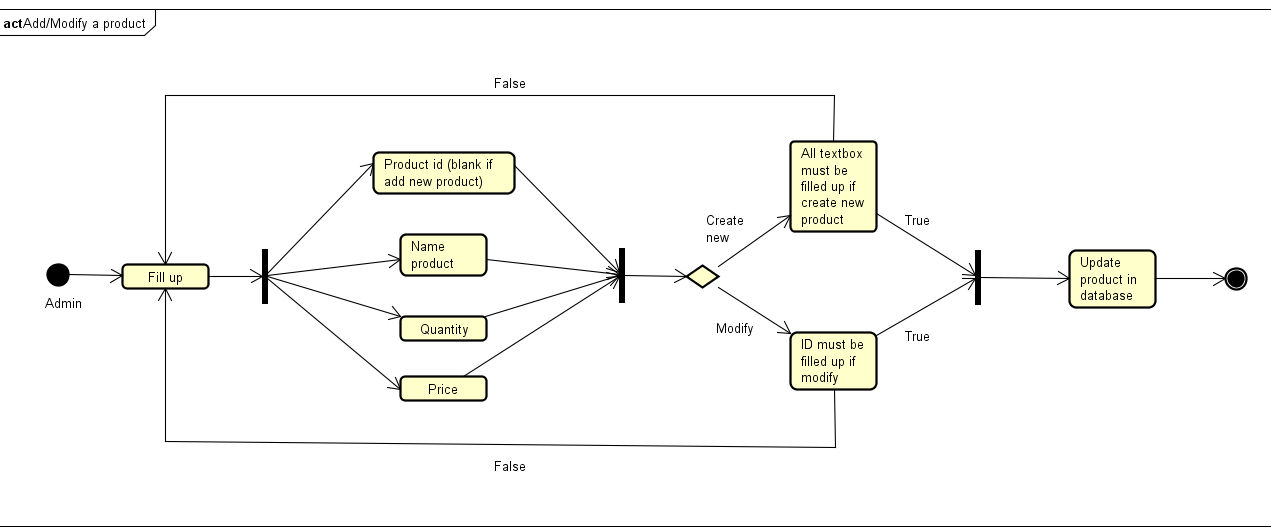 actAdd/Modify a product
False
Product id (blank if
add new product)
All textbox
must be
filled up if
create new
product
Create
new
True
Name
product
Fill up
Update
product in
database
Admin
Quantity
Modify
True
ID must be
filled up if
modify
Price
False